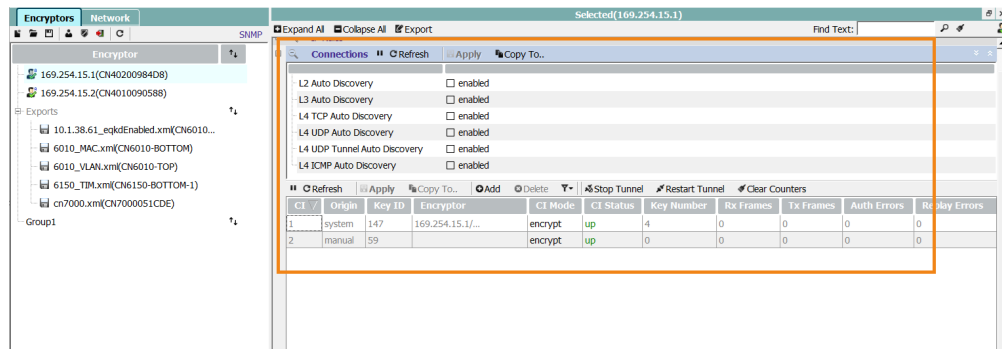 Encryptors Network
Selected(169.254.15.1)
Expand All Collapse All Export Find Text:
SNMP
Encryptor
Connections Refresh Apply Copy To..
169.254.15.1(CN40200984D8)
169.254.15.2(CN4010090588)
Exports
10.1.38.61_eqkdEnabled.xml(CN6010...
6010_MAC.xml(CN6010-BOTTOM)
6010_VLAN.xml(CN6010-TOP)
6150_TIM.xml(CN6150-BOTTOM-1)
cn7000.xml(CN7000051CDE)
Group1
L2 Auto Discovery enabled
L3 Auto Discovery enabled
L4 TCP Auto Discovery enabled
L4 UDP Auto Discovery enabled
L4 UDP Tunnel Auto Discovery enabled
L4 ICMP Auto Discovery enabled
Refresh Apply Copy To.. Add Delete Stop Tunnel Restart Tunnel Clear Counters
CI Origin Key ID Encryptor CI Mode CI Status Key Number Rx Frames Tx Frames Auth Errors Replay Errors
1 system 147 169.254.15.1/... encrypt up 4 0 0 0 0
2 manual 59 encrypt up 0 0 0 0 0